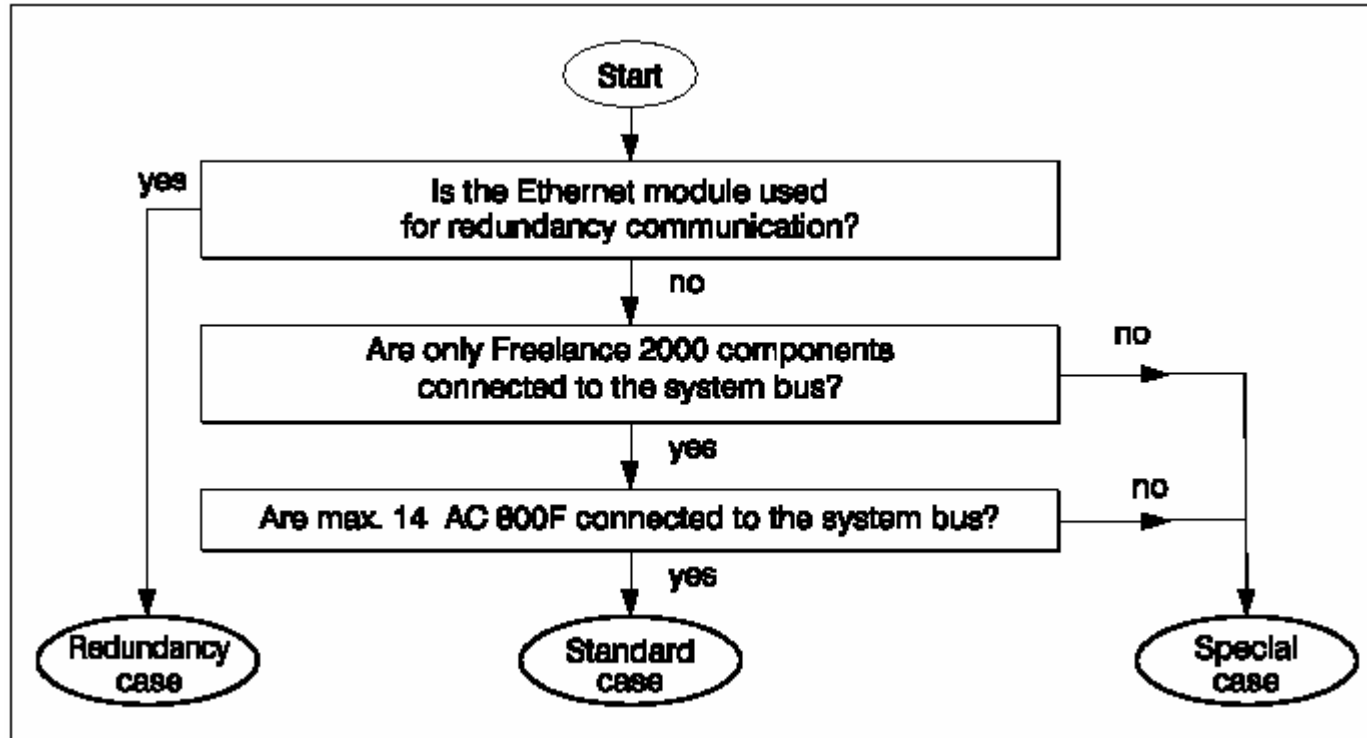 Start
yes
Is the Ethernet module used
for redundancy communication?
no
Are only Freelance 2000 components
connected to the system bus?
no
yes
Are max. 14 AC 800F connected to the system bus?
no
yes
Redundancy
case
Standard
case
Special
case